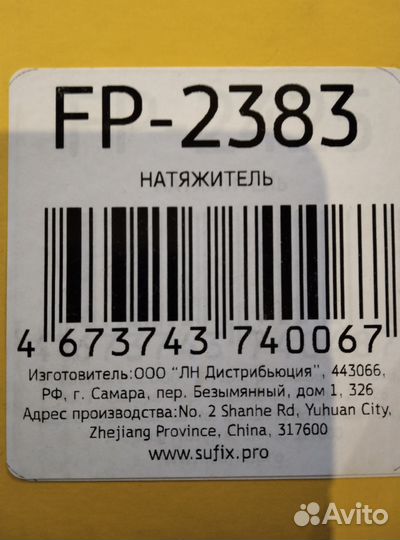 FP-2383
НАТЯЖИТЕЛЬ
4 673743 740067
Изготовитель:ООО "ЛН Дистрибьюция", 443066,
РФ, г. Самара, пер. Безымянный, дом 1, 326
Адрес производства:No. 2 Shanhe Rd, Yuhuan City,
Zhejiang Province, China, 317600
www.sufix.pro
Avito